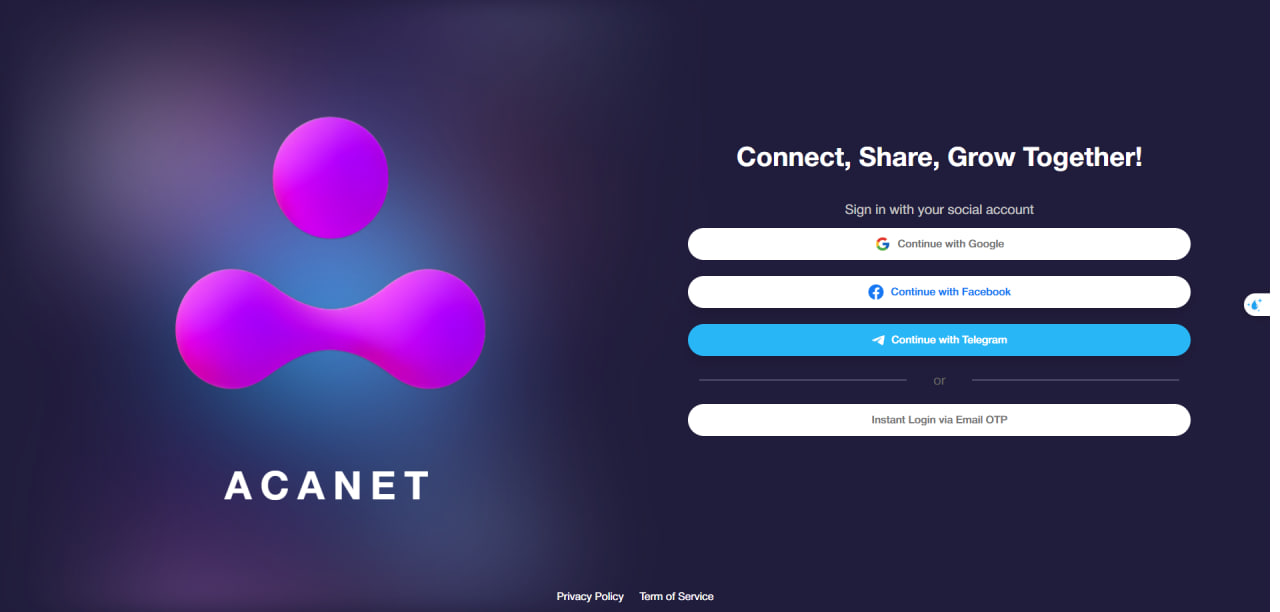 ACANET
Connect, Share, Grow Together!
Sign in with your social account
Continue with Google
Continue with Facebook
Continue with Telegram
or
Instant Login via Email OTP
Privacy Policy
Term of Service